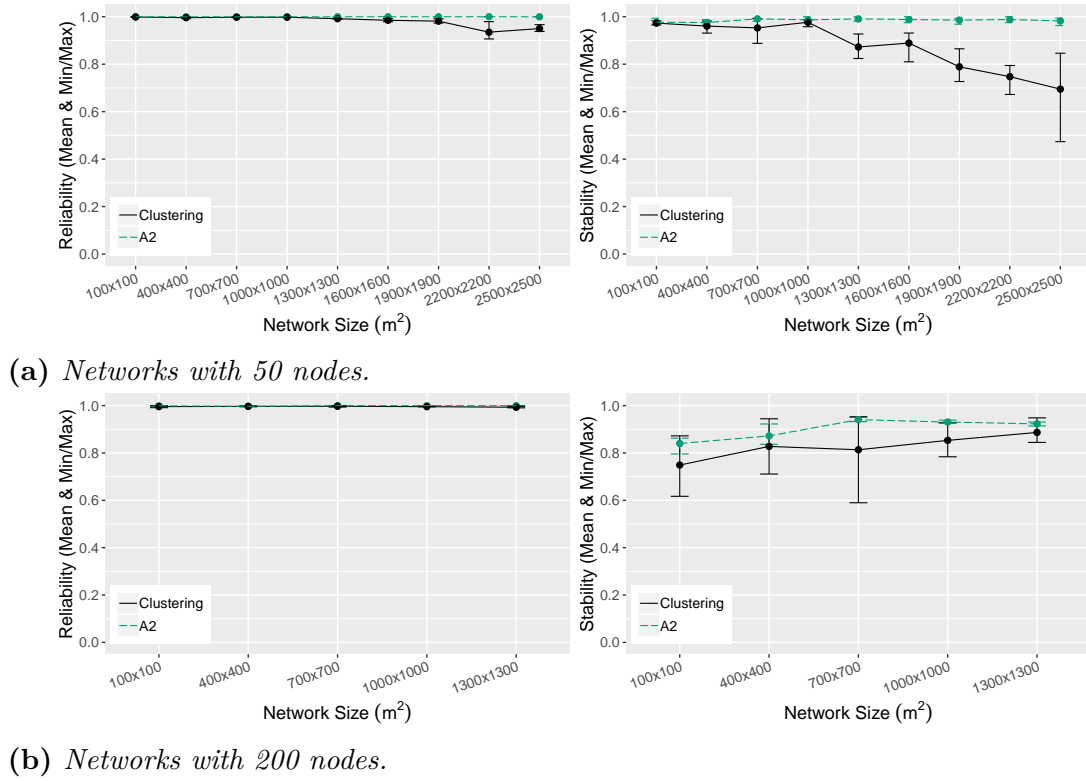 1.0
0.8
0.6
0.4
0.2
0.0
Reliability (Mean & Min/Max)
Clustering
A2
100x100
400x400
700x700
1000x1000
1300x1300
1600x1600
1900x1900
2200x2200
2500x2500
Network Size (m²)
1.0
0.8
0.6
0.4
0.2
0.0
Stability (Mean & Min/Max)
Clustering
A2
100x100
400x400
700x700
1000x1000
1300x1300
1600x1600
1900x1900
2200x2200
2500x2500
Network Size (m²)
(a) Networks with 50 nodes.
1.0
0.8
0.6
0.4
0.2
0.0
Reliability (Mean & Min/Max)
Clustering
A2
100x100
400x400
700x700
1000x1000
1300x1300
Network Size (m²)
1.0
0.8
0.6
0.4
0.2
0.0
Stability (Mean & Min/Max)
Clustering
A2
100x100
400x400
700x700
1000x1000
1300x1300
Network Size (m²)
(b) Networks with 200 nodes.